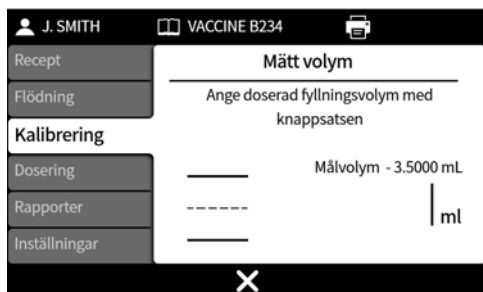 J. SMITH
VACCINE B234
Recept
Flödning
Kalibrering
Dosering
Rapporter
Inställningar
Mätt volym
Ange doserad fyllningsvolym med
knappsatsen
Målvolym - 3.5000 mL
ml